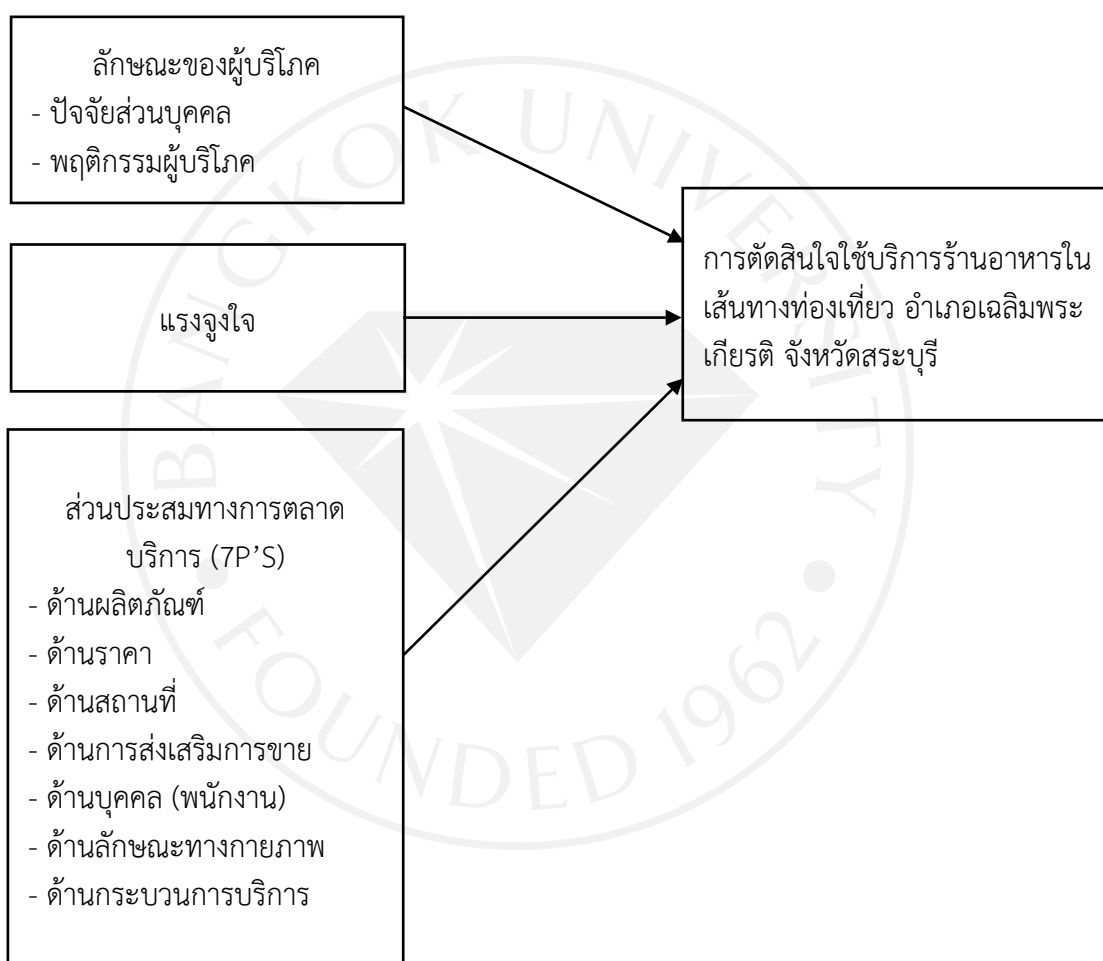 ลักษณะของผู้บริโภค
- ปัจจัยส่วนบุคคล
- พฤติกรรมผู้บริโภค
แรงจูงใจ
ส่วนประสมทางการตลาด
บริการ (7P’S)
- ด้านผลิตภัณฑ์
- ด้านราคา
- ด้านสถานที่
- ด้านการส่งเสริมการขาย
- ด้านบุคคล (พนักงาน)
- ด้านลักษณะทางกายภาพ
- ด้านกระบวนการบริการ
การตัดสินใจใช้บริการร้านอาหารใน
เส้นทางท่องเที่ยว อำเภอเฉลิมพระ
เกียรติ จังหวัดสระบุรี
BANGKOK UNIVERSITY
FOUNDED 1962